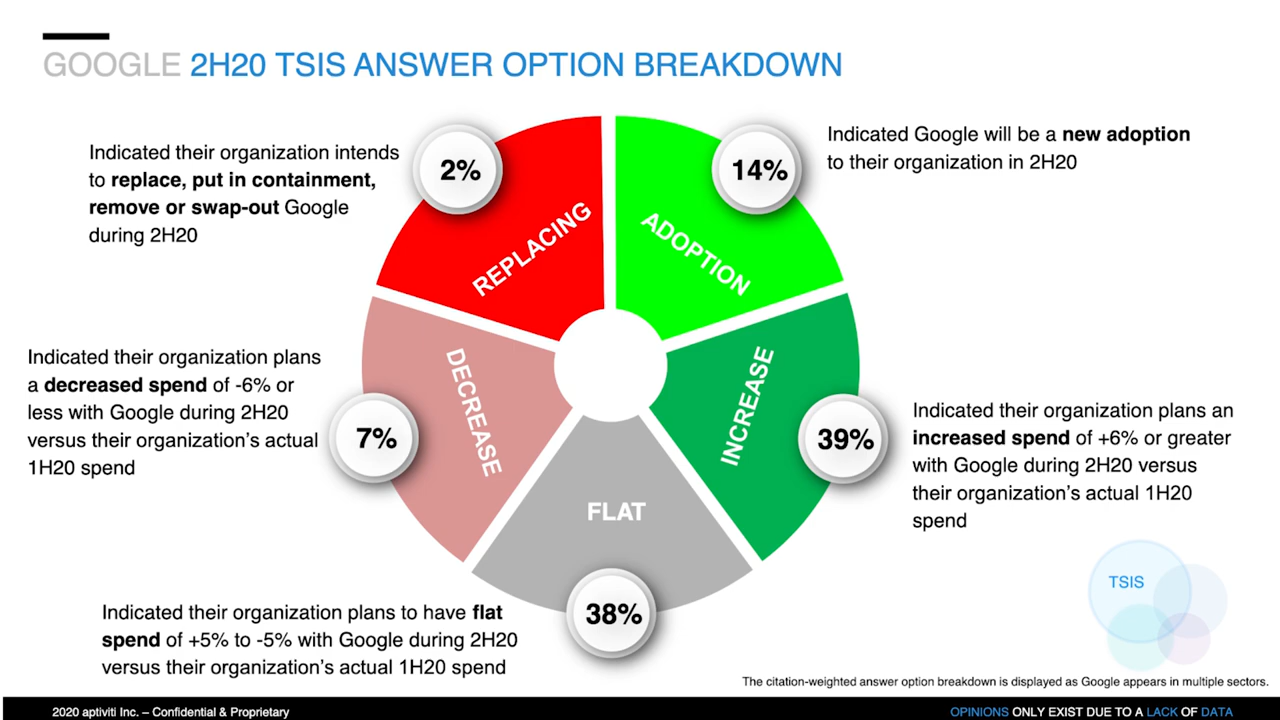 GOOGLE 2H20 TSIS ANSWER OPTION BREAKDOWN
Indicated their organization intends
to replace, put in containment,
remove or swap-out Google
during 2H20
2%
REPLACING
14%
ADOPTION
Indicated Google will be a new adoption
to their organization in 2H20
Indicated their organization plans
a decreased spend of -6% or
less with Google during 2H20
versus their organization’s actual
1H20 spend
7%
DECREASE
INCREASE
39%
Indicated their organization plans an
increased spend of +6% or greater
with Google during 2H20 versus
their organization’s actual 1H20
spend
FLAT
38%
Indicated their organization plans to have flat
spend of +5% to -5% with Google during 2H20
versus their organization’s actual 1H20 spend
TSIS
The citation-weighted answer option breakdown is displayed as Google appears in multiple sectors.
2020 aptiviti Inc. – Confidential & Proprietary
OPINIONS ONLY EXIST DUE TO A LACK OF DATA